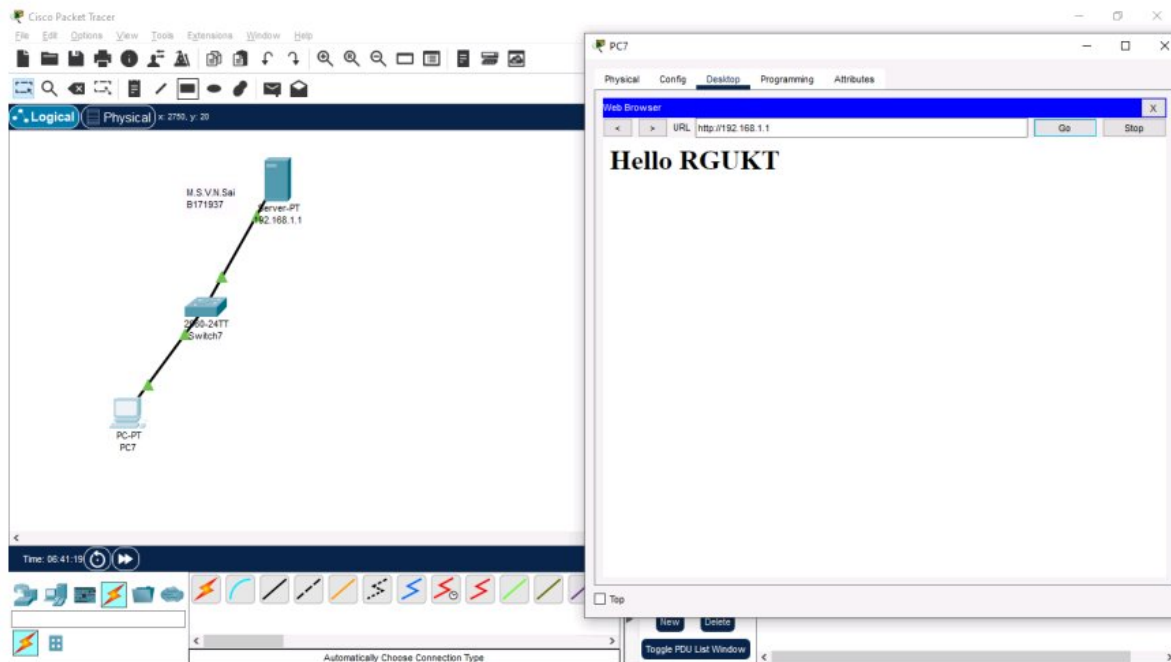 Cisco Packet Tracer
File Edit Options View Tools Extensions Window Help
Logical Physical x: 2750, y: 20
M.S.V.N.Sai
B171937
Server-PT
192.168.1.1
2960-24TT
Switch7
PC-PT
PC7
Time: 06:41:19
Automatically Choose Connection Type
PC7
Physical Config Desktop Programming Attributes
Web Browser X
< > URL http://192.168.1.1 Go Stop
Hello RGUKT
Top
New Delete
Toggle PDU List Window